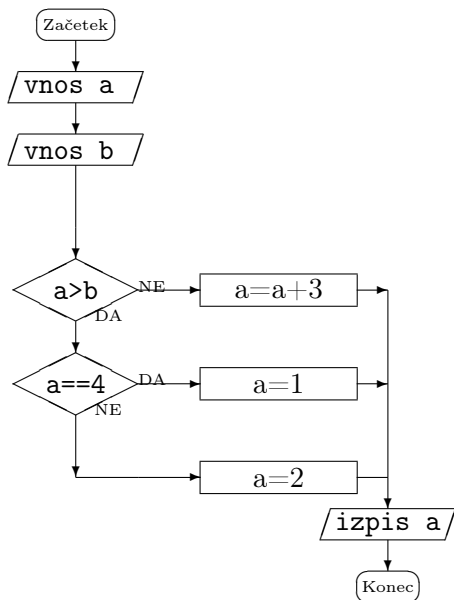 Začetek
vnos a
vnos b
a>b
NE
a=a+3
DA
a==4
DA
a=1
NE
a=2
izpis a
Konec